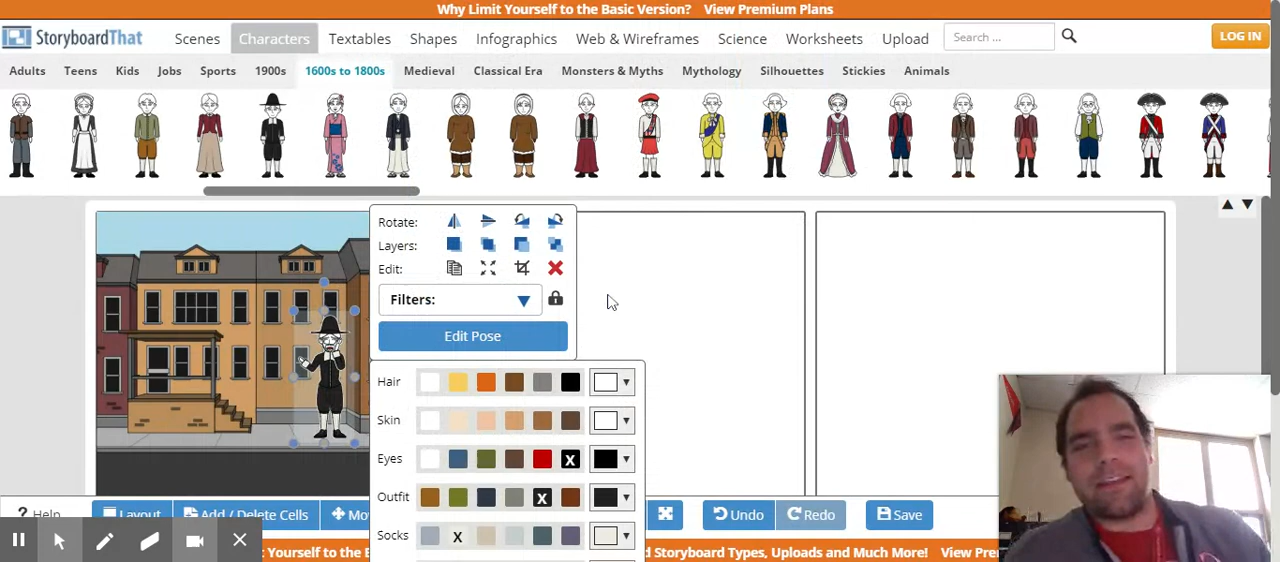 Why Limit Yourself to the Basic Version? View Premium Plans
StoryboardThat Scenes Characters Textables Shapes Infographics Web & Wireframes Science Worksheets Upload Search ... LOG IN
Adults Teens Kids Jobs Sports 1900s 1600s to 1800s Medieval Classical Era Monsters & Myths Mythology Silhouettes Stickies Animals
Rotate:
Layers:
Edit:
Filters:
Edit Pose
Hair
Skin
Eyes X
Outfit X
Socks X
? Help Layout Add / Delete Cells Mov Undo Redo Save
t Yourself to the B d Storyboard Types, Uploads and Much More! View Pre